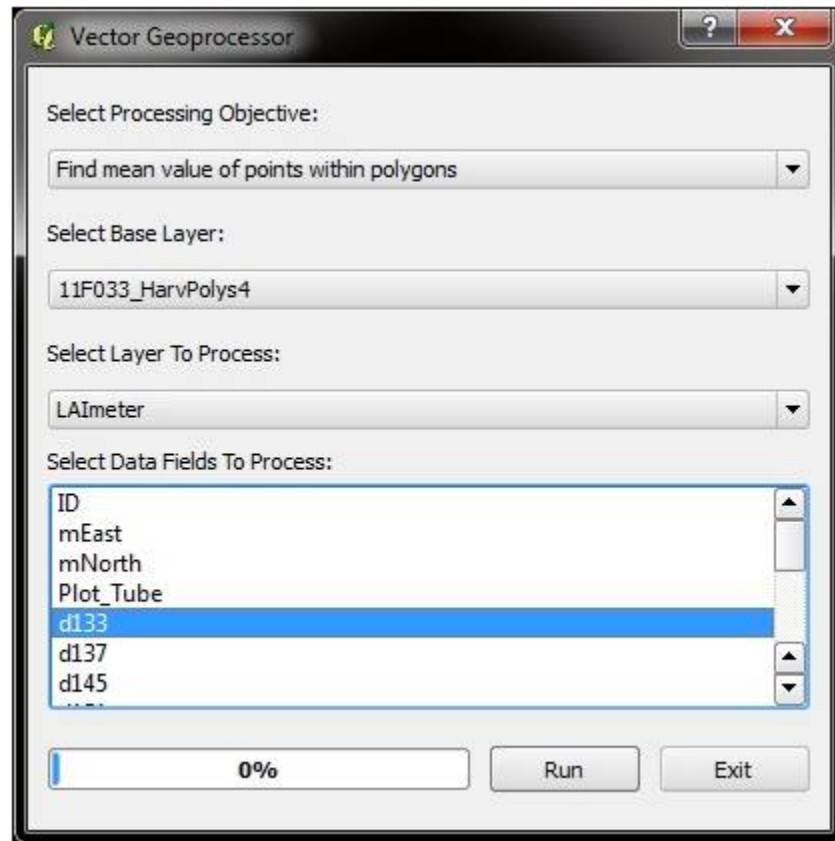 Vector Geoprocessor
?
X
Select Processing Objective:
Find mean value of points within polygons
Select Base Layer:
11F033_HarvPolys4
Select Layer To Process:
LAImeter
Select Data Fields To Process:
ID
mEast
mNorth
Plot_Tube
d133
d137
d145
0%
Run
Exit